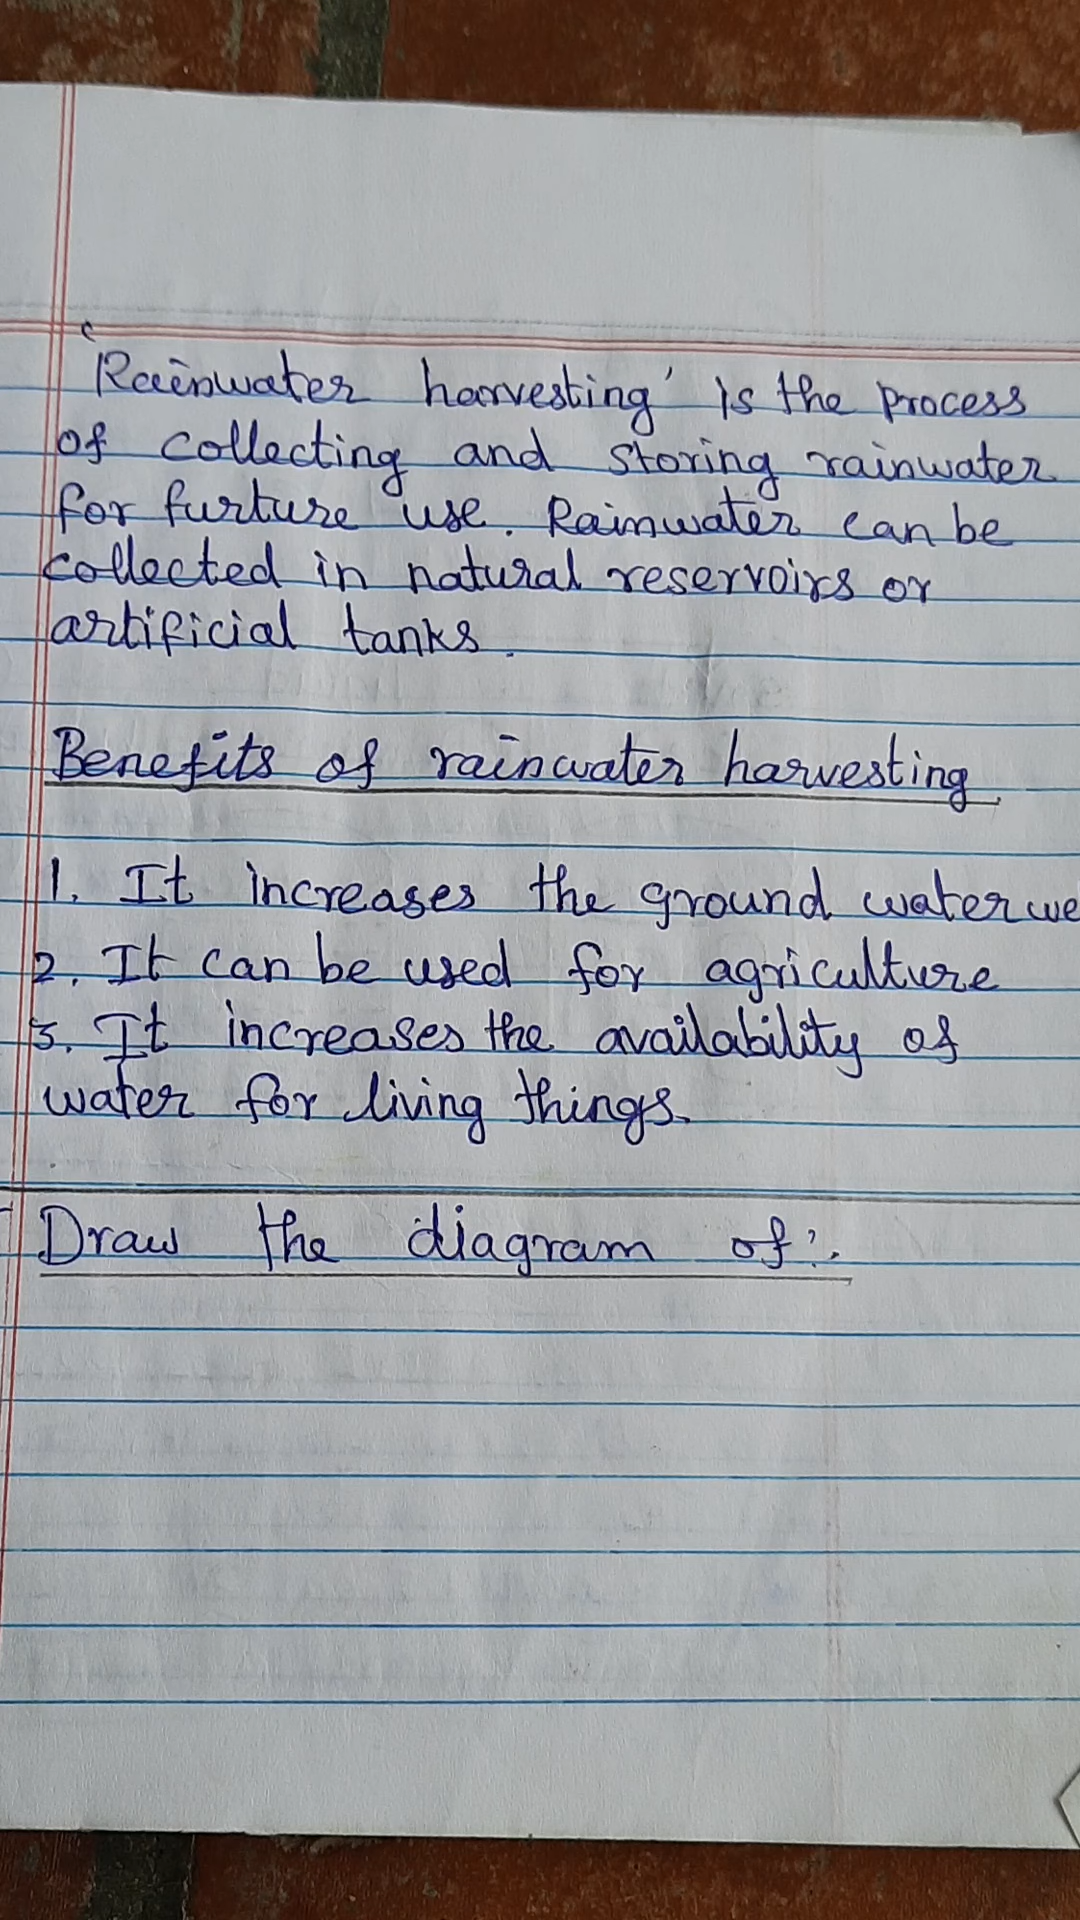 'Rainwater harvesting' is the process
of collecting and storing rainwater
for furture use. Rainwater can be
collected in natural reservoirs or
artificial tanks.
Benefits of rainwater harvesting
1. It increases the ground water we
2. It can be used for agriculture
3. It increases the availability of
water for living things.
Draw the diagram of:.